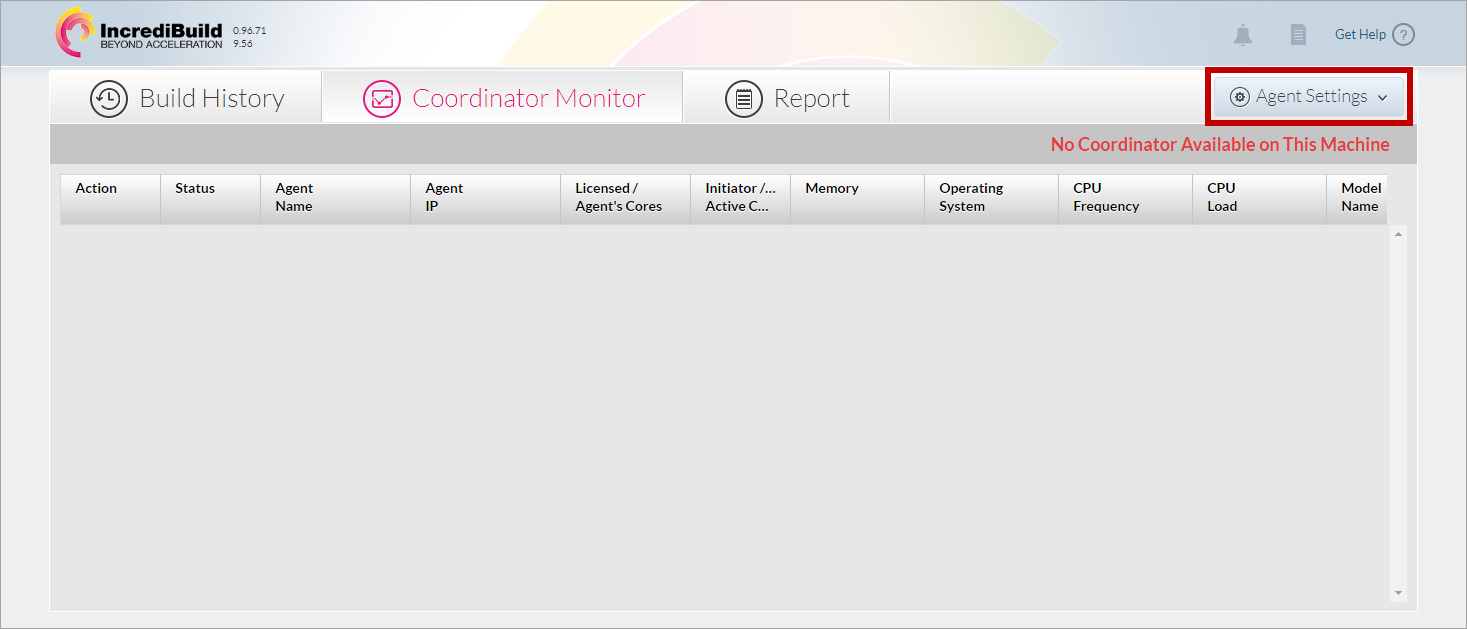 IncrediBuild
BEYOND ACCELERATION
0.96.71
9.56
Get Help ?
Build History
Coordinator Monitor
Report
Agent Settings
No Coordinator Available on This Machine
Action
Status
Agent
Name
Agent
IP
Licensed /
Agent's Cores
Initiator /...
Active C...
Memory
Operating
System
CPU
Frequency
CPU
Load
Model
Name